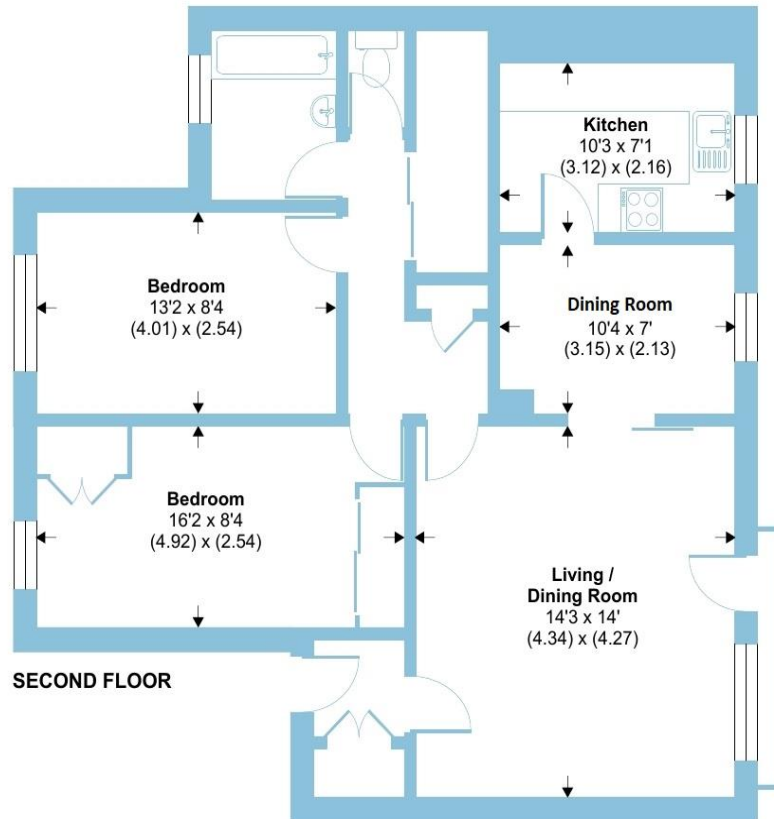 Kitchen
10'3 x 7'1
(3.12) x (2.16)
Bedroom
13'2 x 8'4
(4.01) x (2.54)
Dining Room
10'4 x 7'
(3.15) x (2.13)
Bedroom
16'2 x 8'4
(4.92) x (2.54)
Living /
Dining Room
14'3 x 14'
(4.34) x (4.27)
SECOND FLOOR